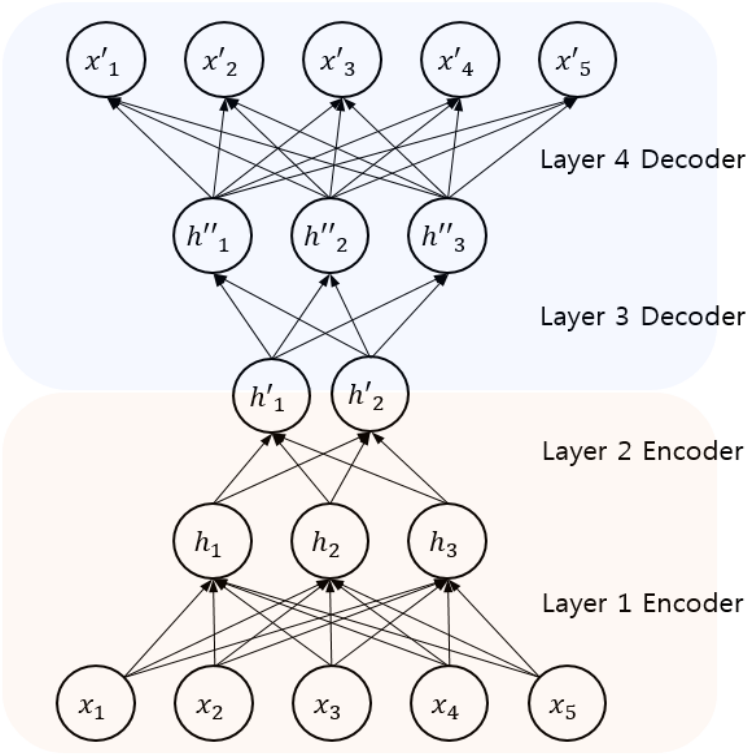 x′₁ x′₂ x′₃ x′₄ x′₅
Layer 4 Decoder
h″₁ h″₂ h″₃
Layer 3 Decoder
h′₁ h′₂
Layer 2 Encoder
h₁ h₂ h₃
Layer 1 Encoder
x₁ x₂ x₃ x₄ x₅